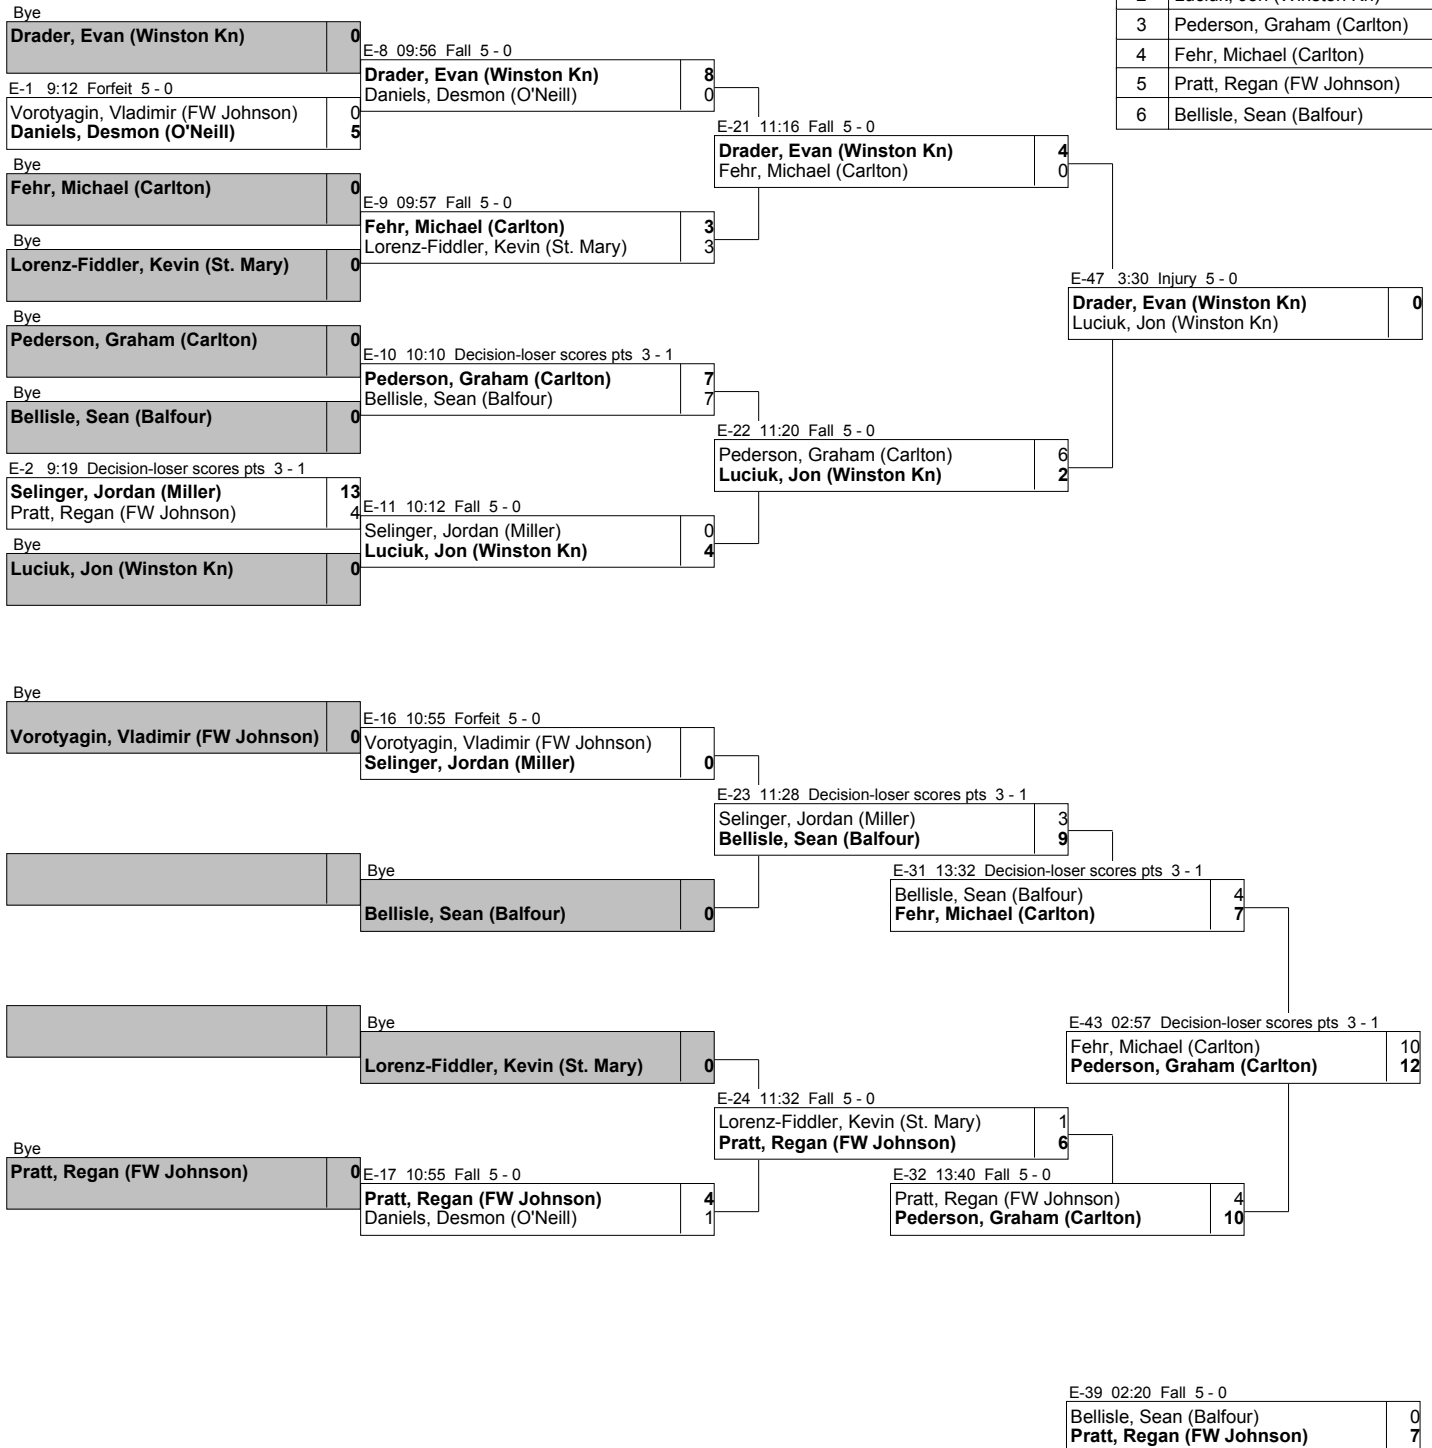 2 Luciuk, Jon (Winston Kn)
3 Pederson, Graham (Carlton)
4 Fehr, Michael (Carlton)
5 Pratt, Regan (FW Johnson)
6 Bellisle, Sean (Balfour)
Bye
Drader, Evan (Winston Kn) 0
E-1 9:12 Forfeit 5 - 0
Vorotyagin, Vladimir (FW Johnson) 0
Daniels, Desmon (O'Neill) 5
Bye
Fehr, Michael (Carlton) 0
Bye
Lorenz-Fiddler, Kevin (St. Mary) 0
Bye
Pederson, Graham (Carlton) 0
Bye
Bellisle, Sean (Balfour) 0
E-2 9:19 Decision-loser scores pts 3 - 1
Selinger, Jordan (Miller) 13
Pratt, Regan (FW Johnson) 4
Bye
Luciuk, Jon (Winston Kn) 0
E-8 09:56 Fall 5 - 0
Drader, Evan (Winston Kn) 8
Daniels, Desmon (O'Neill) 0
E-9 09:57 Fall 5 - 0
Fehr, Michael (Carlton) 3
Lorenz-Fiddler, Kevin (St. Mary) 3
E-10 10:10 Decision-loser scores pts 3 - 1
Pederson, Graham (Carlton) 7
Bellisle, Sean (Balfour) 7
E-11 10:12 Fall 5 - 0
Selinger, Jordan (Miller) 0
Luciuk, Jon (Winston Kn) 4
E-21 11:16 Fall 5 - 0
Drader, Evan (Winston Kn) 4
Fehr, Michael (Carlton) 0
E-22 11:20 Fall 5 - 0
Pederson, Graham (Carlton) 6
Luciuk, Jon (Winston Kn) 2
E-47 3:30 Injury 5 - 0
Drader, Evan (Winston Kn) 0
Luciuk, Jon (Winston Kn)
Bye
Vorotyagin, Vladimir (FW Johnson) 0
E-16 10:55 Forfeit 5 - 0
Vorotyagin, Vladimir (FW Johnson)
Selinger, Jordan (Miller) 0
Bye
Bellisle, Sean (Balfour) 0
E-23 11:28 Decision-loser scores pts 3 - 1
Selinger, Jordan (Miller) 3
Bellisle, Sean (Balfour) 9
E-31 13:32 Decision-loser scores pts 3 - 1
Bellisle, Sean (Balfour) 4
Fehr, Michael (Carlton) 7
Bye
Lorenz-Fiddler, Kevin (St. Mary) 0
Bye
Pratt, Regan (FW Johnson) 0
E-17 10:55 Fall 5 - 0
Pratt, Regan (FW Johnson) 4
Daniels, Desmon (O'Neill) 1
E-24 11:32 Fall 5 - 0
Lorenz-Fiddler, Kevin (St. Mary) 1
Pratt, Regan (FW Johnson) 6
E-32 13:40 Fall 5 - 0
Pratt, Regan (FW Johnson) 4
Pederson, Graham (Carlton) 10
E-43 02:57 Decision-loser scores pts 3 - 1
Fehr, Michael (Carlton) 10
Pederson, Graham (Carlton) 12
E-39 02:20 Fall 5 - 0
Bellisle, Sean (Balfour) 0
Pratt, Regan (FW Johnson) 7